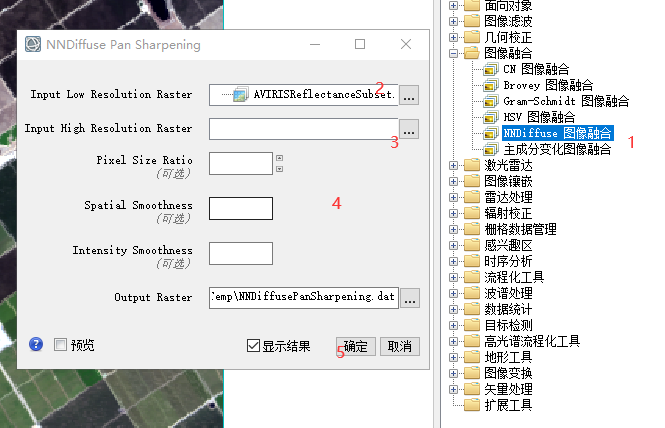 NNDiffuse Pan Sharpening
Input Low Resolution Raster
AVIRISReflectanceSubset.
2
...
Input High Resolution Raster
...
3
Pixel Size Ratio
(可选)
Spatial Smoothness
(可选)
4
Intensity Smoothness
(可选)
Output Raster
Temp\NNDiffusePanSharpening.dat
...
预览
显示结果
5
确定
取消
面向对象
图像滤波
几何校正
图像融合
CN 图像融合
Brovey 图像融合
Gram-Schmidt 图像融合
HSV 图像融合
NNDiffuse 图像融合
1
主成分变化图像融合
激光雷达
图像镶嵌
雷达处理
辐射校正
栅格数据管理
感兴趣区
时序分析
流程化工具
波谱处理
数据统计
目标检测
高光谱流程化工具
地形工具
图像变换
矢量处理
扩展工具